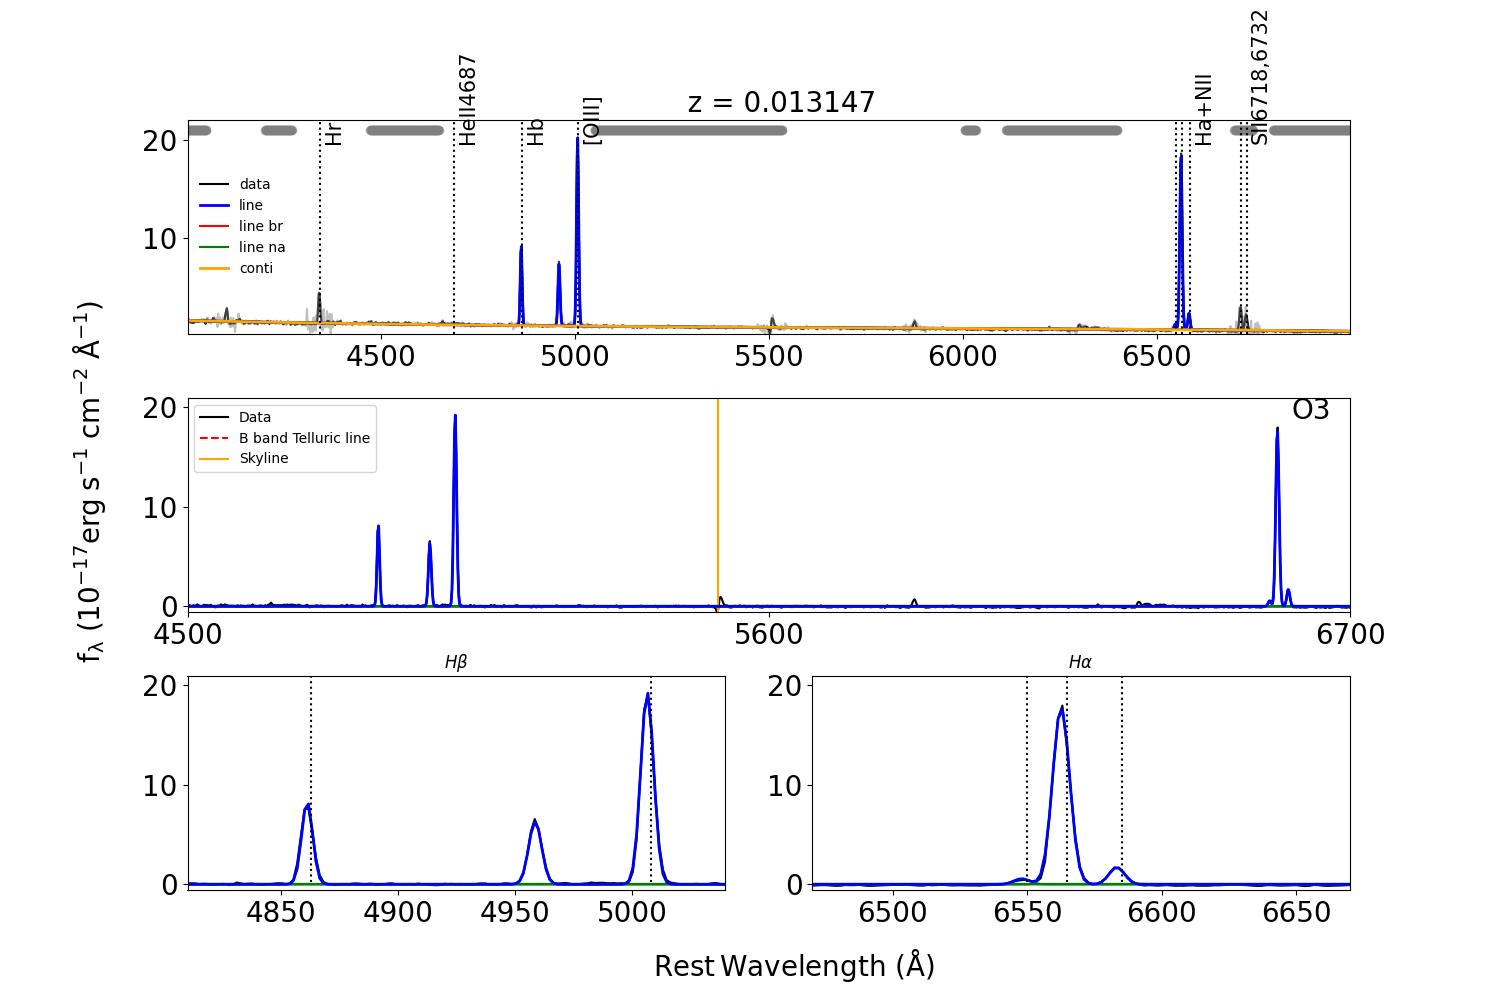 z = 0.013147
Hr
HeII4687
Hb
[OIII]
Ha+NII
SII6718,6732
20
10
data
line
line br
line na
conti
4500 5000 5500 6000 6500
f_λ (10^{−17}erg s^{−1} cm^{−2} Å^{−1})
20
10
0
Data
B band Telluric line
Skyline
O3
4500 5600 6700
Hβ
20
10
0
4850 4900 4950 5000
Hα
20
10
0
6500 6550 6600 6650
Rest Wavelength (Å)